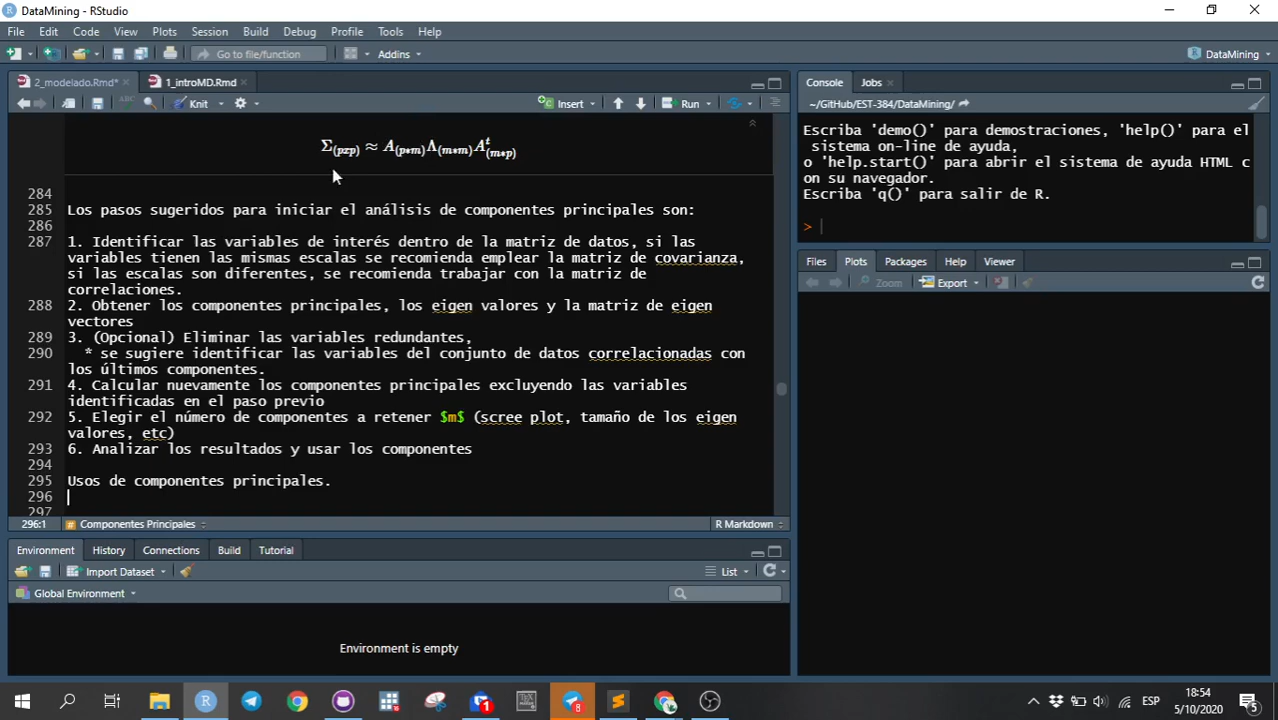 DataMining - RStudio
File Edit Code View Plots Session Build Debug Profile Tools Help
Go to file/function Addins DataMining
2_modelado.Rmd* 1_introMD.Rmd
Knit Insert Run
Σ(pxp) ≈ A(p∗m)Λ(m∗m)A^t(m∗p)
284
285 Los pasos sugeridos para iniciar el análisis de componentes principales son:
286
287 1. Identificar las variables de interés dentro de la matriz de datos, si las
variables tienen las mismas escalas se recomienda emplear la matriz de covarianza,
si las escalas son diferentes, se recomienda trabajar con la matriz de
correlaciones.
288 2. Obtener los componentes principales, los eigen valores y la matriz de eigen
vectores
289 3. (Opcional) Eliminar las variables redundantes,
290 * se sugiere identificar las variables del conjunto de datos correlacionadas con
los últimos componentes.
291 4. Calcular nuevamente los componentes principales excluyendo las variables
identificadas en el paso previo
292 5. Elegir el número de componentes a retener $m$ (scree plot, tamaño de los eigen
valores, etc)
293 6. Analizar los resultados y usar los componentes
294
295 Usos de componentes principales.
296
297
296:1 Componentes Principales R Markdown
Environment History Connections Build Tutorial
Import Dataset List
Global Environment
Environment is empty
Console Jobs
~/GitHub/EST-384/DataMining/
Escriba 'demo()' para demostraciones, 'help()' para el
sistema on-line de ayuda,
o 'help.start()' para abrir el sistema de ayuda HTML c
on su navegador.
Escriba 'q()' para salir de R.
>
Files Plots Packages Help Viewer
Zoom Export
ESP
18:54
5/10/2020
8
1
5